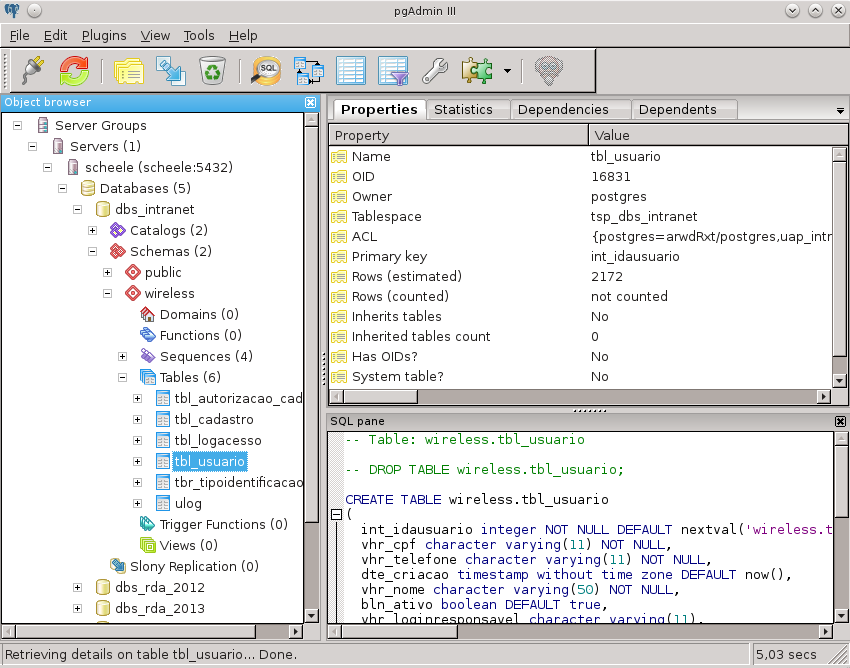 pgAdmin III
File Edit Plugins View Tools Help
SQL
Object browser
Server Groups
Servers (1)
scheele (scheele:5432)
Databases (5)
dbs_intranet
Catalogs (2)
Schemas (2)
public
wireless
Domains (0)
Functions (0)
Sequences (4)
Tables (6)
tbl_autorizacao_cad
tbl_cadastro
tbl_logacesso
tbl_usuario
tbr_tipoidentificacao
ulog
Trigger Functions (0)
Views (0)
Slony Replication (0)
dbs_rda_2012
dbs_rda_2013
Properties Statistics Dependencies Dependents
Property Value
Name tbl_usuario
OID 16831
Owner postgres
Tablespace tsp_dbs_intranet
ACL {postgres=arwdRxt/postgres,uap_intr
Primary key int_idausuario
Rows (estimated) 2172
Rows (counted) not counted
Inherits tables No
Inherited tables count 0
Has OIDs? No
System table? No
SQL pane
-- Table: wireless.tbl_usuario
-- DROP TABLE wireless.tbl_usuario;
CREATE TABLE wireless.tbl_usuario
(
int_idausuario integer NOT NULL DEFAULT nextval('wireless.t
vhr_cpf character varying(11) NOT NULL,
vhr_telefone character varying(11) NOT NULL,
dte_criacao timestamp without time zone DEFAULT now(),
vhr_nome character varying(50) NOT NULL,
bln_ativo boolean DEFAULT true,
vhr_loginresponsavel character varying(11),
Retrieving details on table tbl_usuario... Done. 5,03 secs